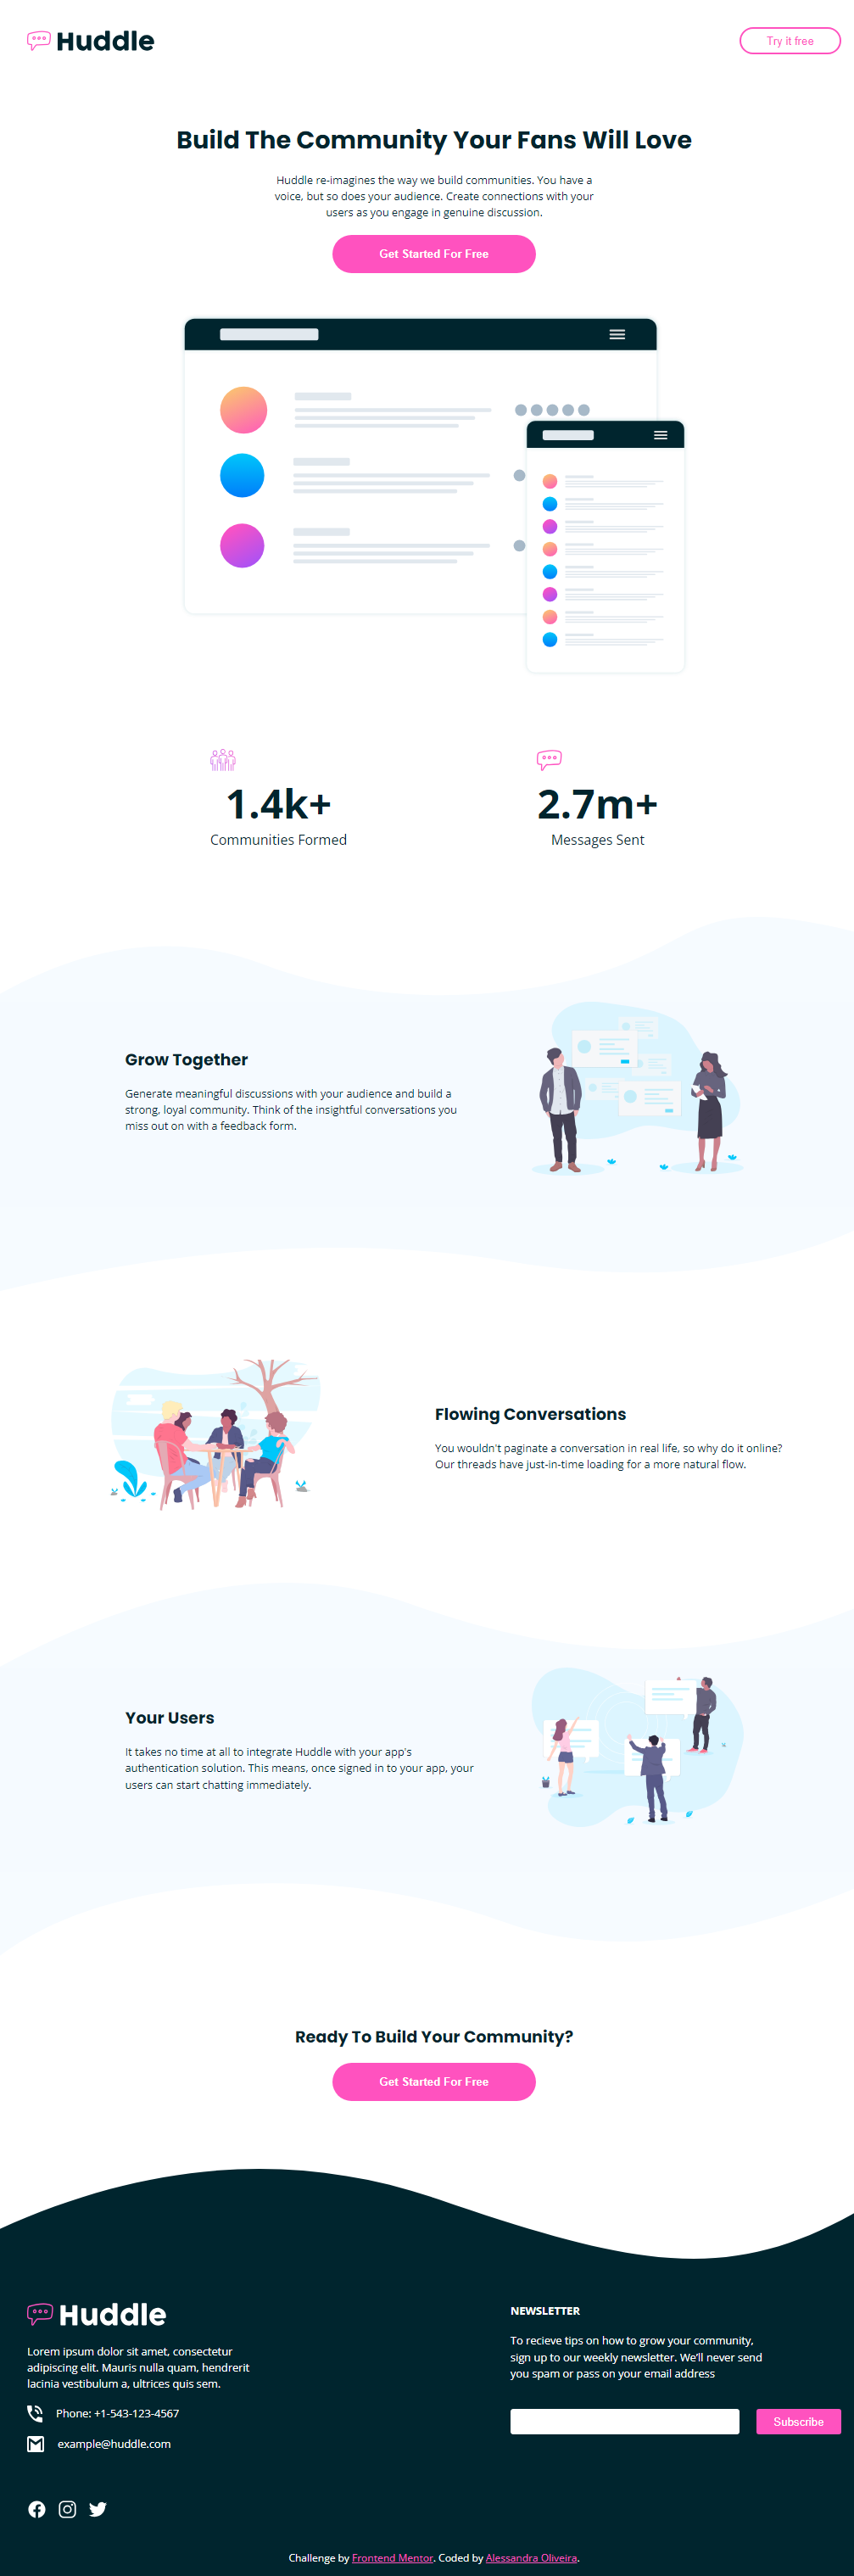 Huddle
Try it free
Build The Community Your Fans Will Love
Huddle re-imagines the way we build communities. You have a
voice, but so does your audience. Create connections with your
users as you engage in genuine discussion.
Get Started For Free
1.4k+
Communities Formed
2.7m+
Messages Sent
Grow Together
Generate meaningful discussions with your audience and build a
strong, loyal community. Think of the insightful conversations you
miss out on with a feedback form.
Flowing Conversations
You wouldn't paginate a conversation in real life, so why do it online?
Our threads have just-in-time loading for a more natural flow.
Your Users
It takes no time at all to integrate Huddle with your app's
authentication solution. This means, once signed in to your app, your
users can start chatting immediately.
Ready To Build Your Community?
Get Started For Free
Huddle
Lorem ipsum dolor sit amet, consectetur
adipiscing elit. Mauris nulla quam, hendrerit
lacinia vestibulum a, ultrices quis sem.
Phone: +1-543-123-4567
example@huddle.com
NEWSLETTER
To recieve tips on how to grow your community,
sign up to our weekly newsletter. We'll never send
you spam or pass on your email address
Subscribe
Challenge by Frontend Mentor. Coded by Alessandra Oliveira.